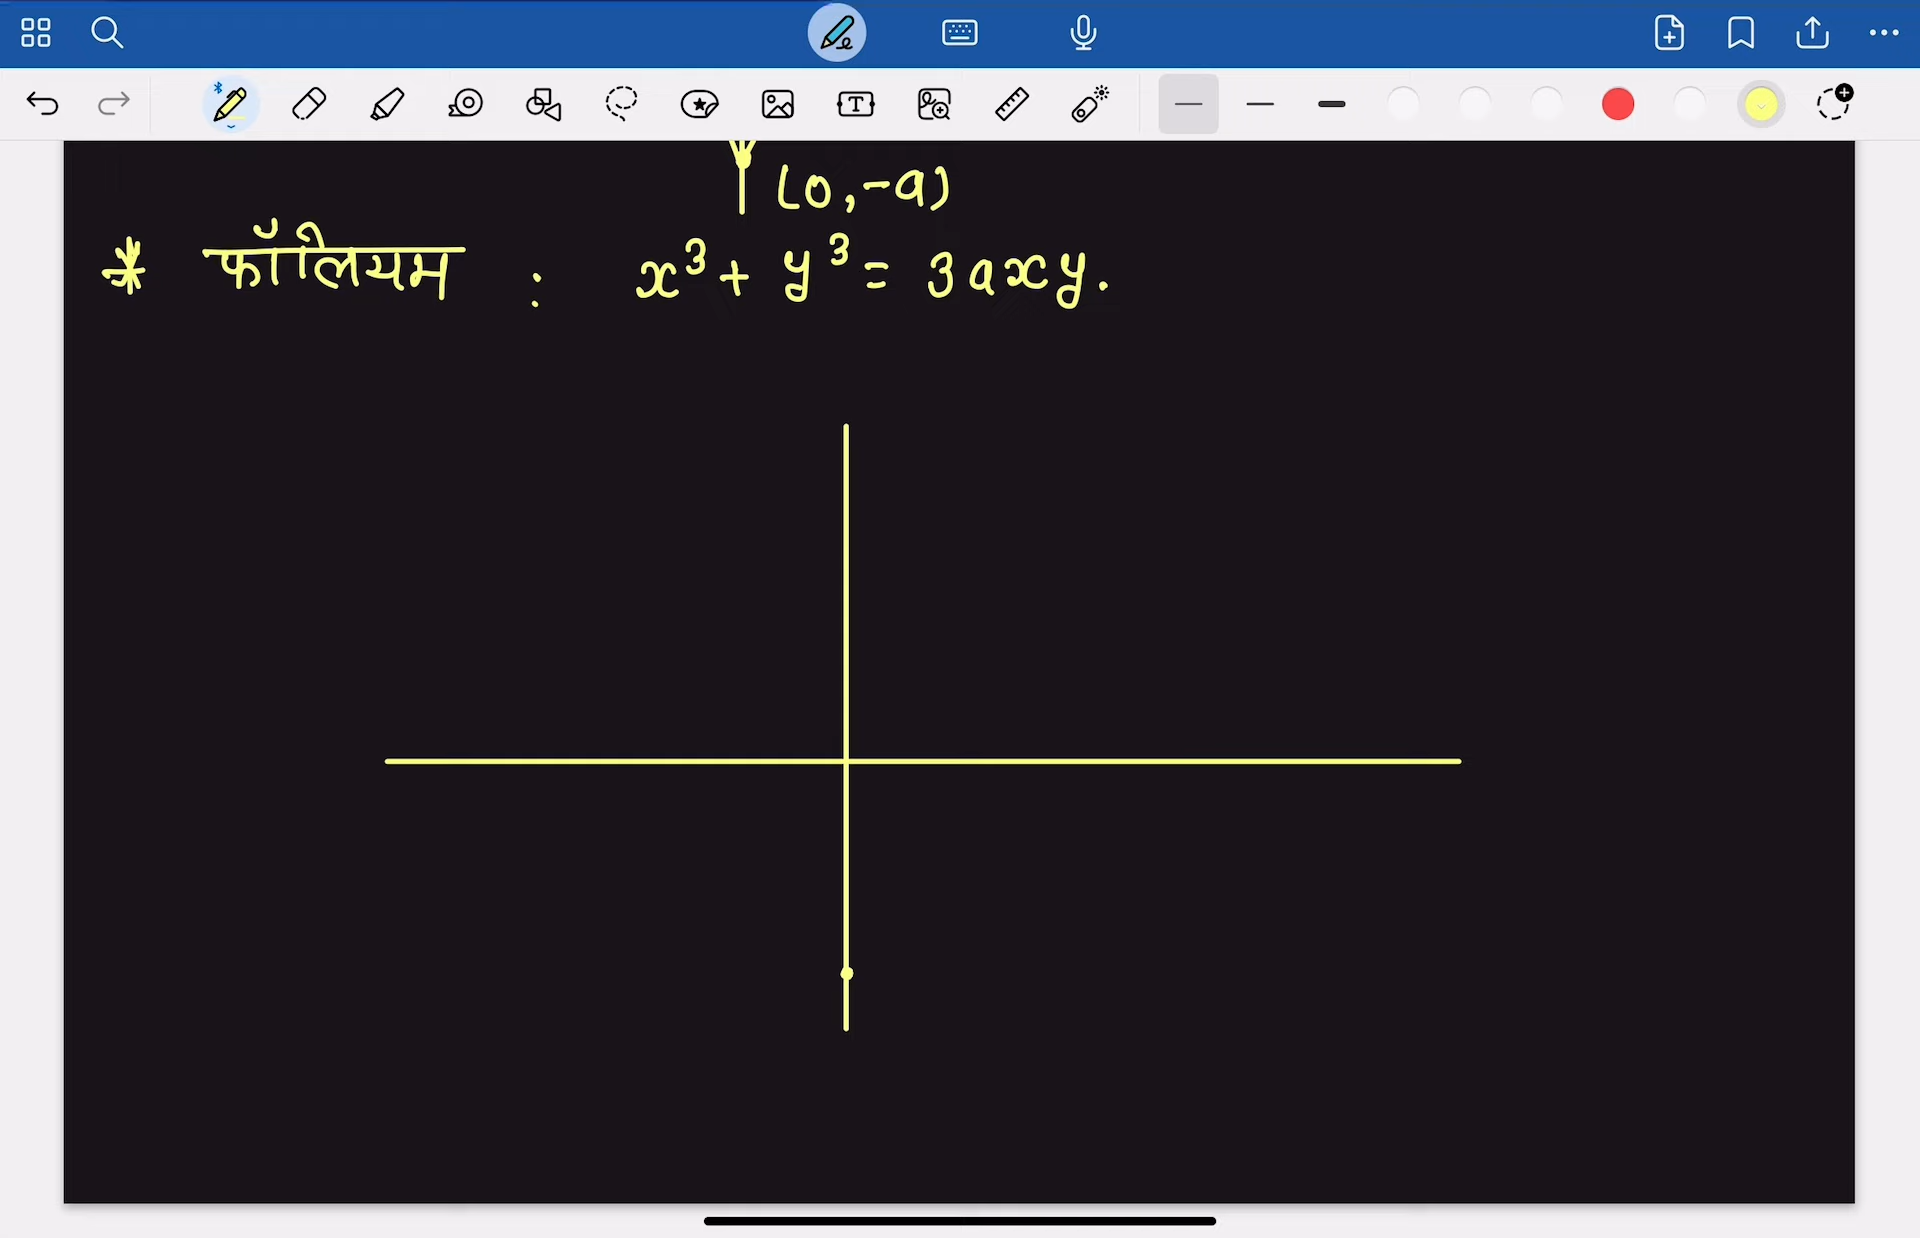 (0,-a)
* फॉलियम : x³ + y³ = 3axy.